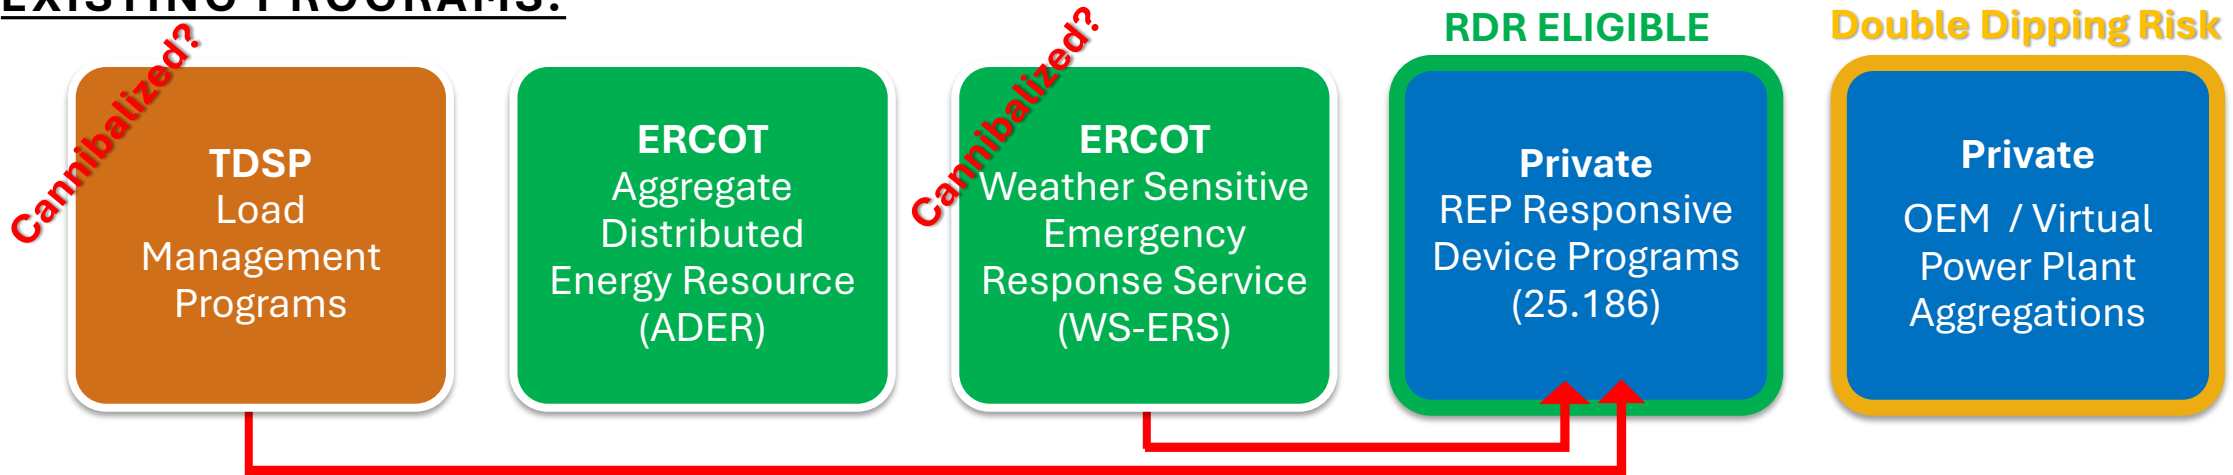 EXISTING PROGRAMS:
Cannibalized?
TDSP
Load
Management
Programs
ERCOT
Aggregate
Distributed
Energy Resource
(ADER)
Cannibalized?
ERCOT
Weather Sensitive
Emergency
Response Service
(WS-ERS)
RDR ELIGIBLE
Private
REP Responsive
Device Programs
(25.186)
Double Dipping Risk
Private
OEM / Virtual
Power Plant
Aggregations